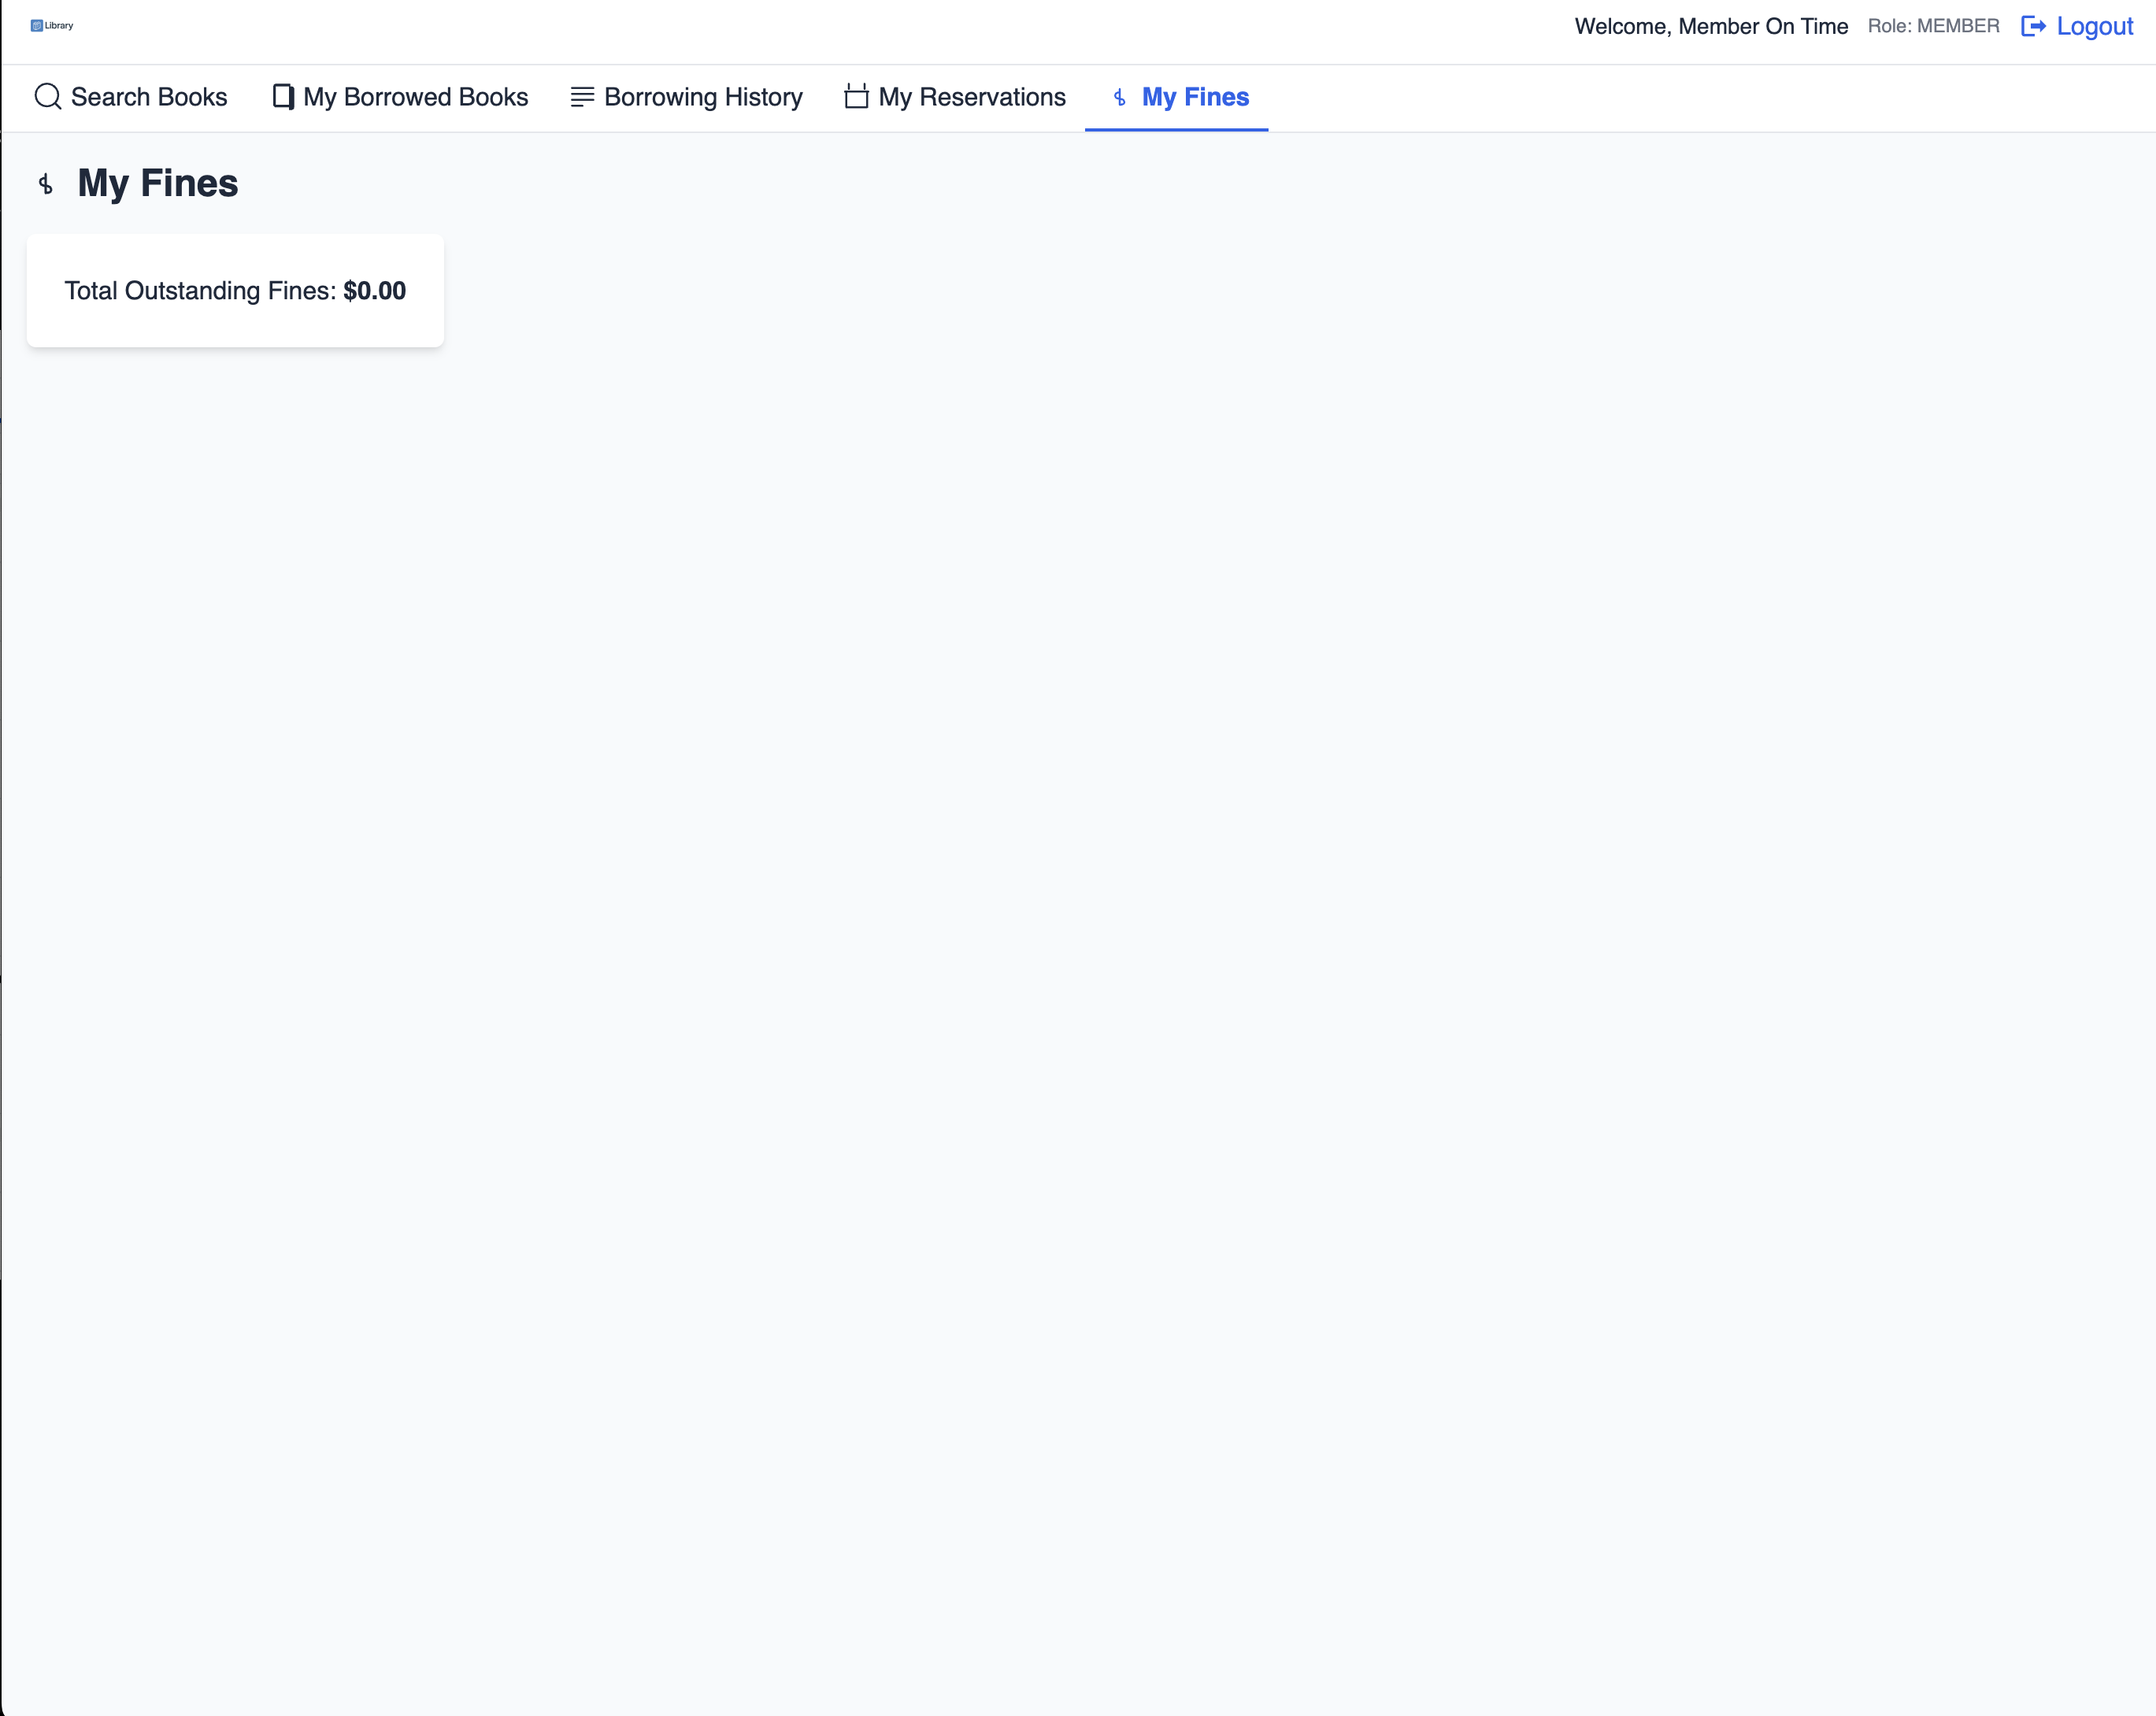 Library
Welcome, Member On Time Role: MEMBER Logout
Search Books My Borrowed Books Borrowing History My Reservations $ My Fines
$ My Fines
Total Outstanding Fines: $0.00